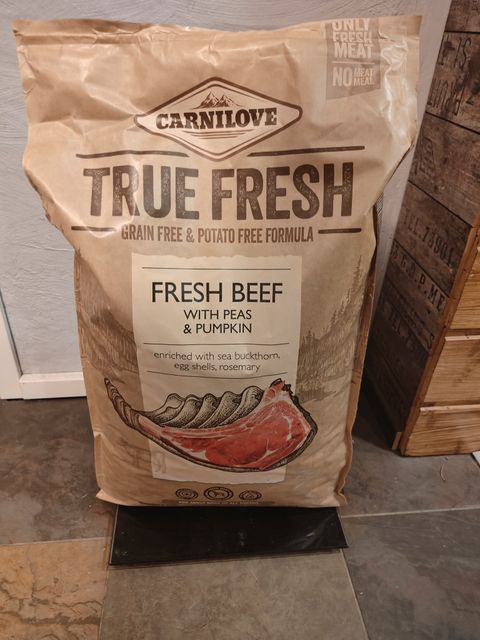 ONLY
FRESH
MEAT
NO MEAT
MEAL
CARNILOVE
TRUE FRESH
GRAIN FREE & POTATO FREE FORMULA
FRESH BEEF
WITH PEAS
& PUMPKIN
enriched with sea buckthorn,
egg shells, rosemary